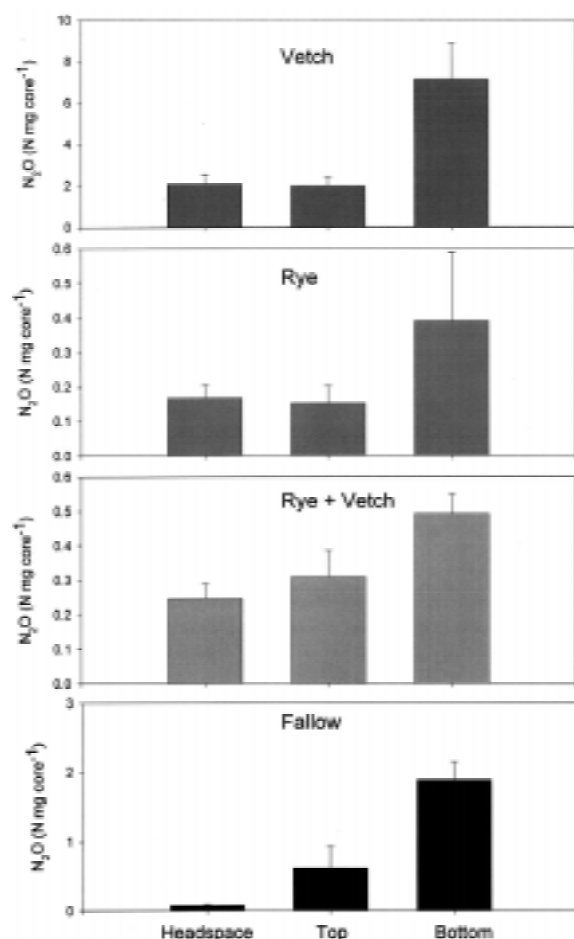 10
Vetch
8
6
4
2
0
N₂O (N mg core⁻¹)
0.6
Rye
0.5
0.4
0.3
0.2
0.1
0.0
N₂O (N mg core⁻¹)
0.6
Rye + Vetch
0.5
0.4
0.3
0.2
0.1
0.0
N₂O (N mg core⁻¹)
3
Fallow
2
1
0
N₂O (N mg core⁻¹)
Headspace Top Bottom